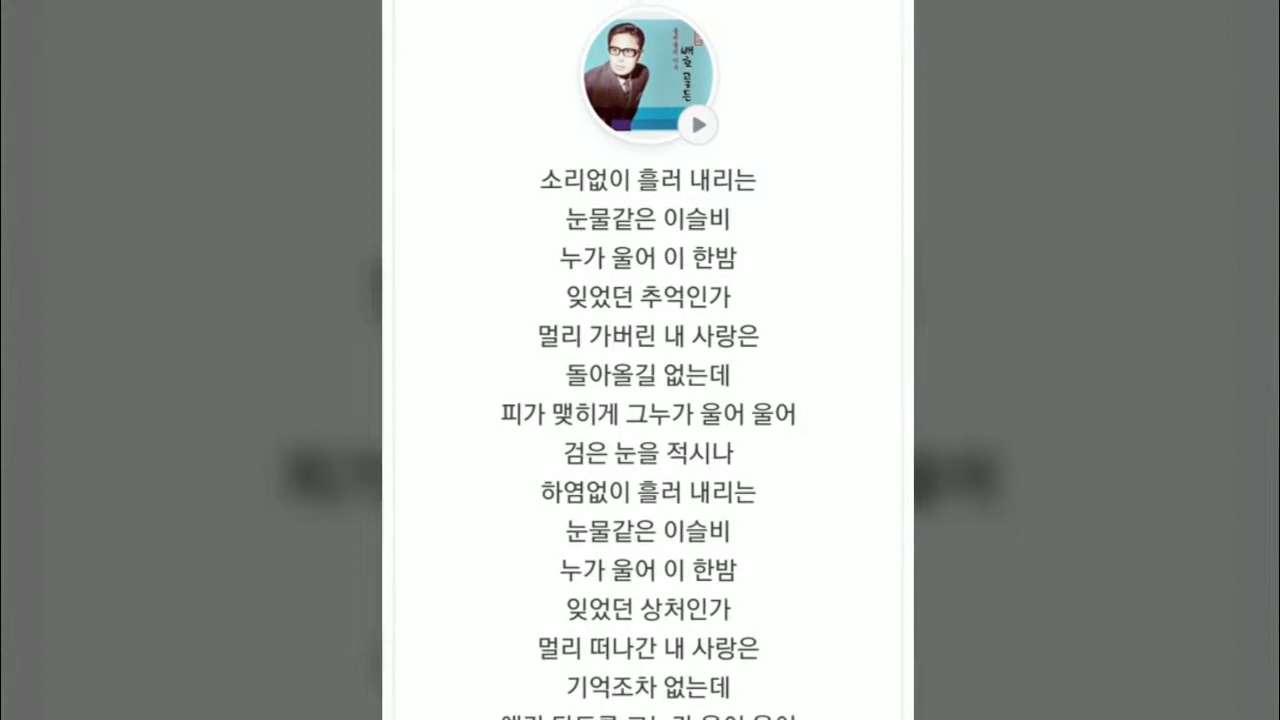 소리없이 흘러 내리는
눈물같은 이슬비
누가 울어 이 한밤
잊었던 추억인가
멀리 가버린 내 사랑은
돌아올길 없는데
피가 맺히게 그누가 울어 울어
검은 눈을 적시나
하염없이 흘러 내리는
눈물같은 이슬비
누가 울어 이 한밤
잊었던 상처인가
멀리 떠나간 내 사랑은
기억조차 없는데